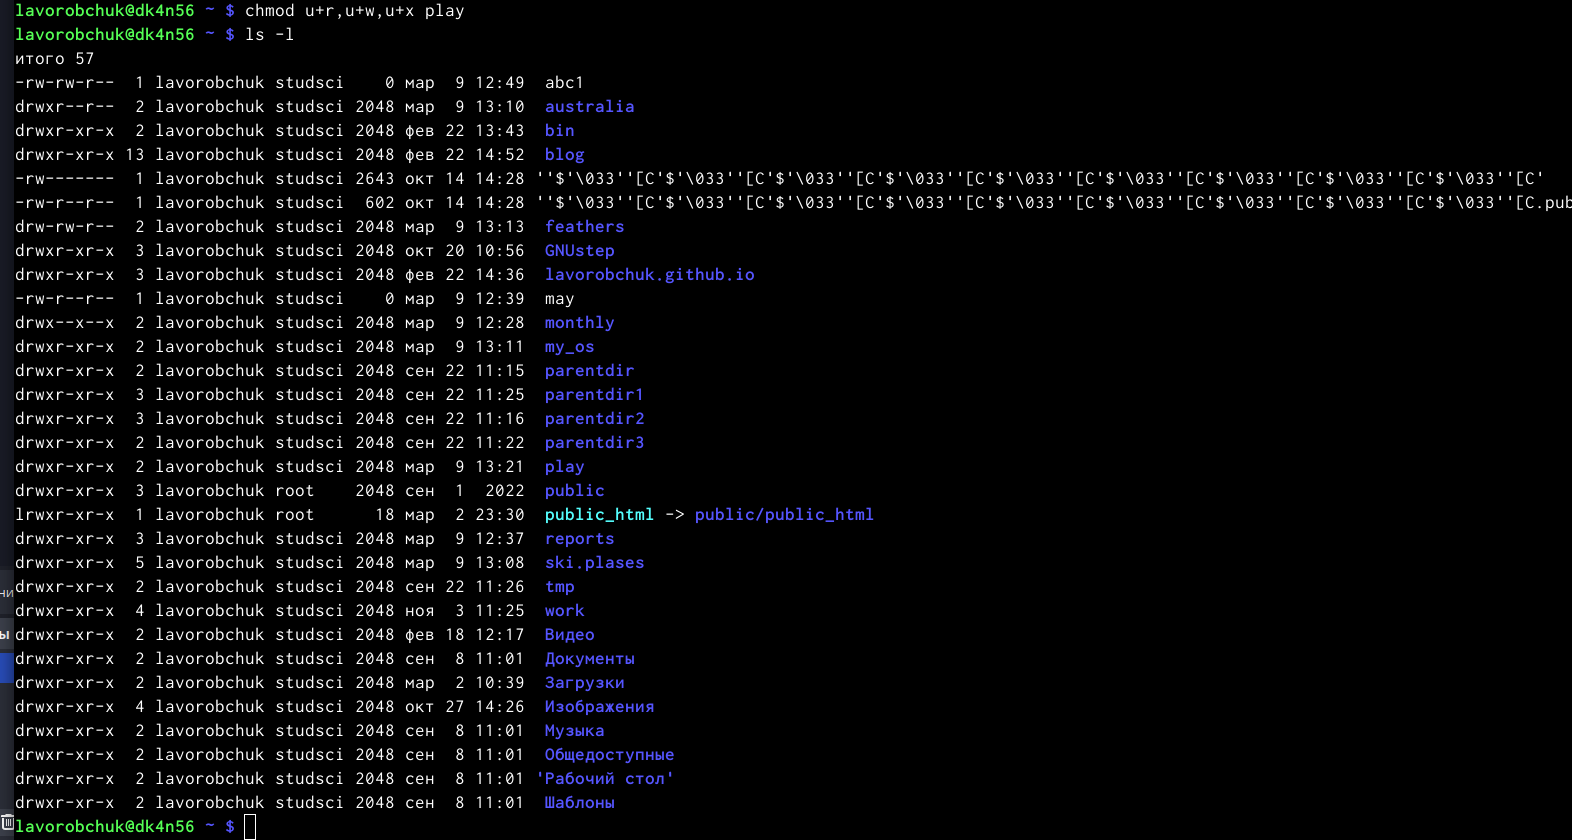 lavorobchuk@dk4n56 ~ $ chmod u+r,u+w,u+x play
lavorobchuk@dk4n56 ~ $ ls -l
итого 57
-rw-rw-r--  1 lavorobchuk studsci    0 мар  9 12:49  abc1
drwxr--r--  2 lavorobchuk studsci 2048 мар  9 13:10  australia
drwxr-xr-x  2 lavorobchuk studsci 2048 фев 22 13:43  bin
drwxr-xr-x 13 lavorobchuk studsci 2048 фев 22 14:52  blog
-rw-------  1 lavorobchuk studsci 2643 окт 14 14:28 ''$'\033''[C'$'\033''[C'$'\033''[C'$'\033''[C'$'\033''[C'$'\033''[C'$'\033''[C'$'\033''[C'$'\033''[C'
-rw-r--r--  1 lavorobchuk studsci  602 окт 14 14:28 ''$'\033''[C'$'\033''[C'$'\033''[C'$'\033''[C'$'\033''[C'$'\033''[C'$'\033''[C'$'\033''[C'$'\033''[C.pub
drw-rw-r--  2 lavorobchuk studsci 2048 мар  9 13:13  feathers
drwxr-xr-x  3 lavorobchuk studsci 2048 окт 20 10:56  GNUstep
drwxr-xr-x  3 lavorobchuk studsci 2048 фев 22 14:36  lavorobchuk.github.io
-rw-r--r--  1 lavorobchuk studsci    0 мар  9 12:39  may
drwx--x--x  2 lavorobchuk studsci 2048 мар  9 12:28  monthly
drwxr-xr-x  2 lavorobchuk studsci 2048 мар  9 13:11  my_os
drwxr-xr-x  2 lavorobchuk studsci 2048 сен 22 11:15  parentdir
drwxr-xr-x  3 lavorobchuk studsci 2048 сен 22 11:25  parentdir1
drwxr-xr-x  3 lavorobchuk studsci 2048 сен 22 11:16  parentdir2
drwxr-xr-x  2 lavorobchuk studsci 2048 сен 22 11:22  parentdir3
drwxr-xr-x  2 lavorobchuk studsci 2048 мар  9 13:21  play
drwxr-xr-x  3 lavorobchuk root    2048 сен  1  2022  public
lrwxr-xr-x  1 lavorobchuk root      18 мар  2 23:30  public_html -> public/public_html
drwxr-xr-x  3 lavorobchuk studsci 2048 мар  9 12:37  reports
drwxr-xr-x  5 lavorobchuk studsci 2048 мар  9 13:08  ski.plases
drwxr-xr-x  2 lavorobchuk studsci 2048 сен 22 11:26  tmp
drwxr-xr-x  4 lavorobchuk studsci 2048 ноя  3 11:25  work
drwxr-xr-x  2 lavorobchuk studsci 2048 фев 18 12:17  Видео
drwxr-xr-x  2 lavorobchuk studsci 2048 сен  8 11:01  Документы
drwxr-xr-x  2 lavorobchuk studsci 2048 мар  2 10:39  Загрузки
drwxr-xr-x  4 lavorobchuk studsci 2048 окт 27 14:26  Изображения
drwxr-xr-x  2 lavorobchuk studsci 2048 сен  8 11:01  Музыка
drwxr-xr-x  2 lavorobchuk studsci 2048 сен  8 11:01  Общедоступные
drwxr-xr-x  2 lavorobchuk studsci 2048 сен  8 11:01 'Рабочий стол'
drwxr-xr-x  2 lavorobchuk studsci 2048 сен  8 11:01  Шаблоны
lavorobchuk@dk4n56 ~ $